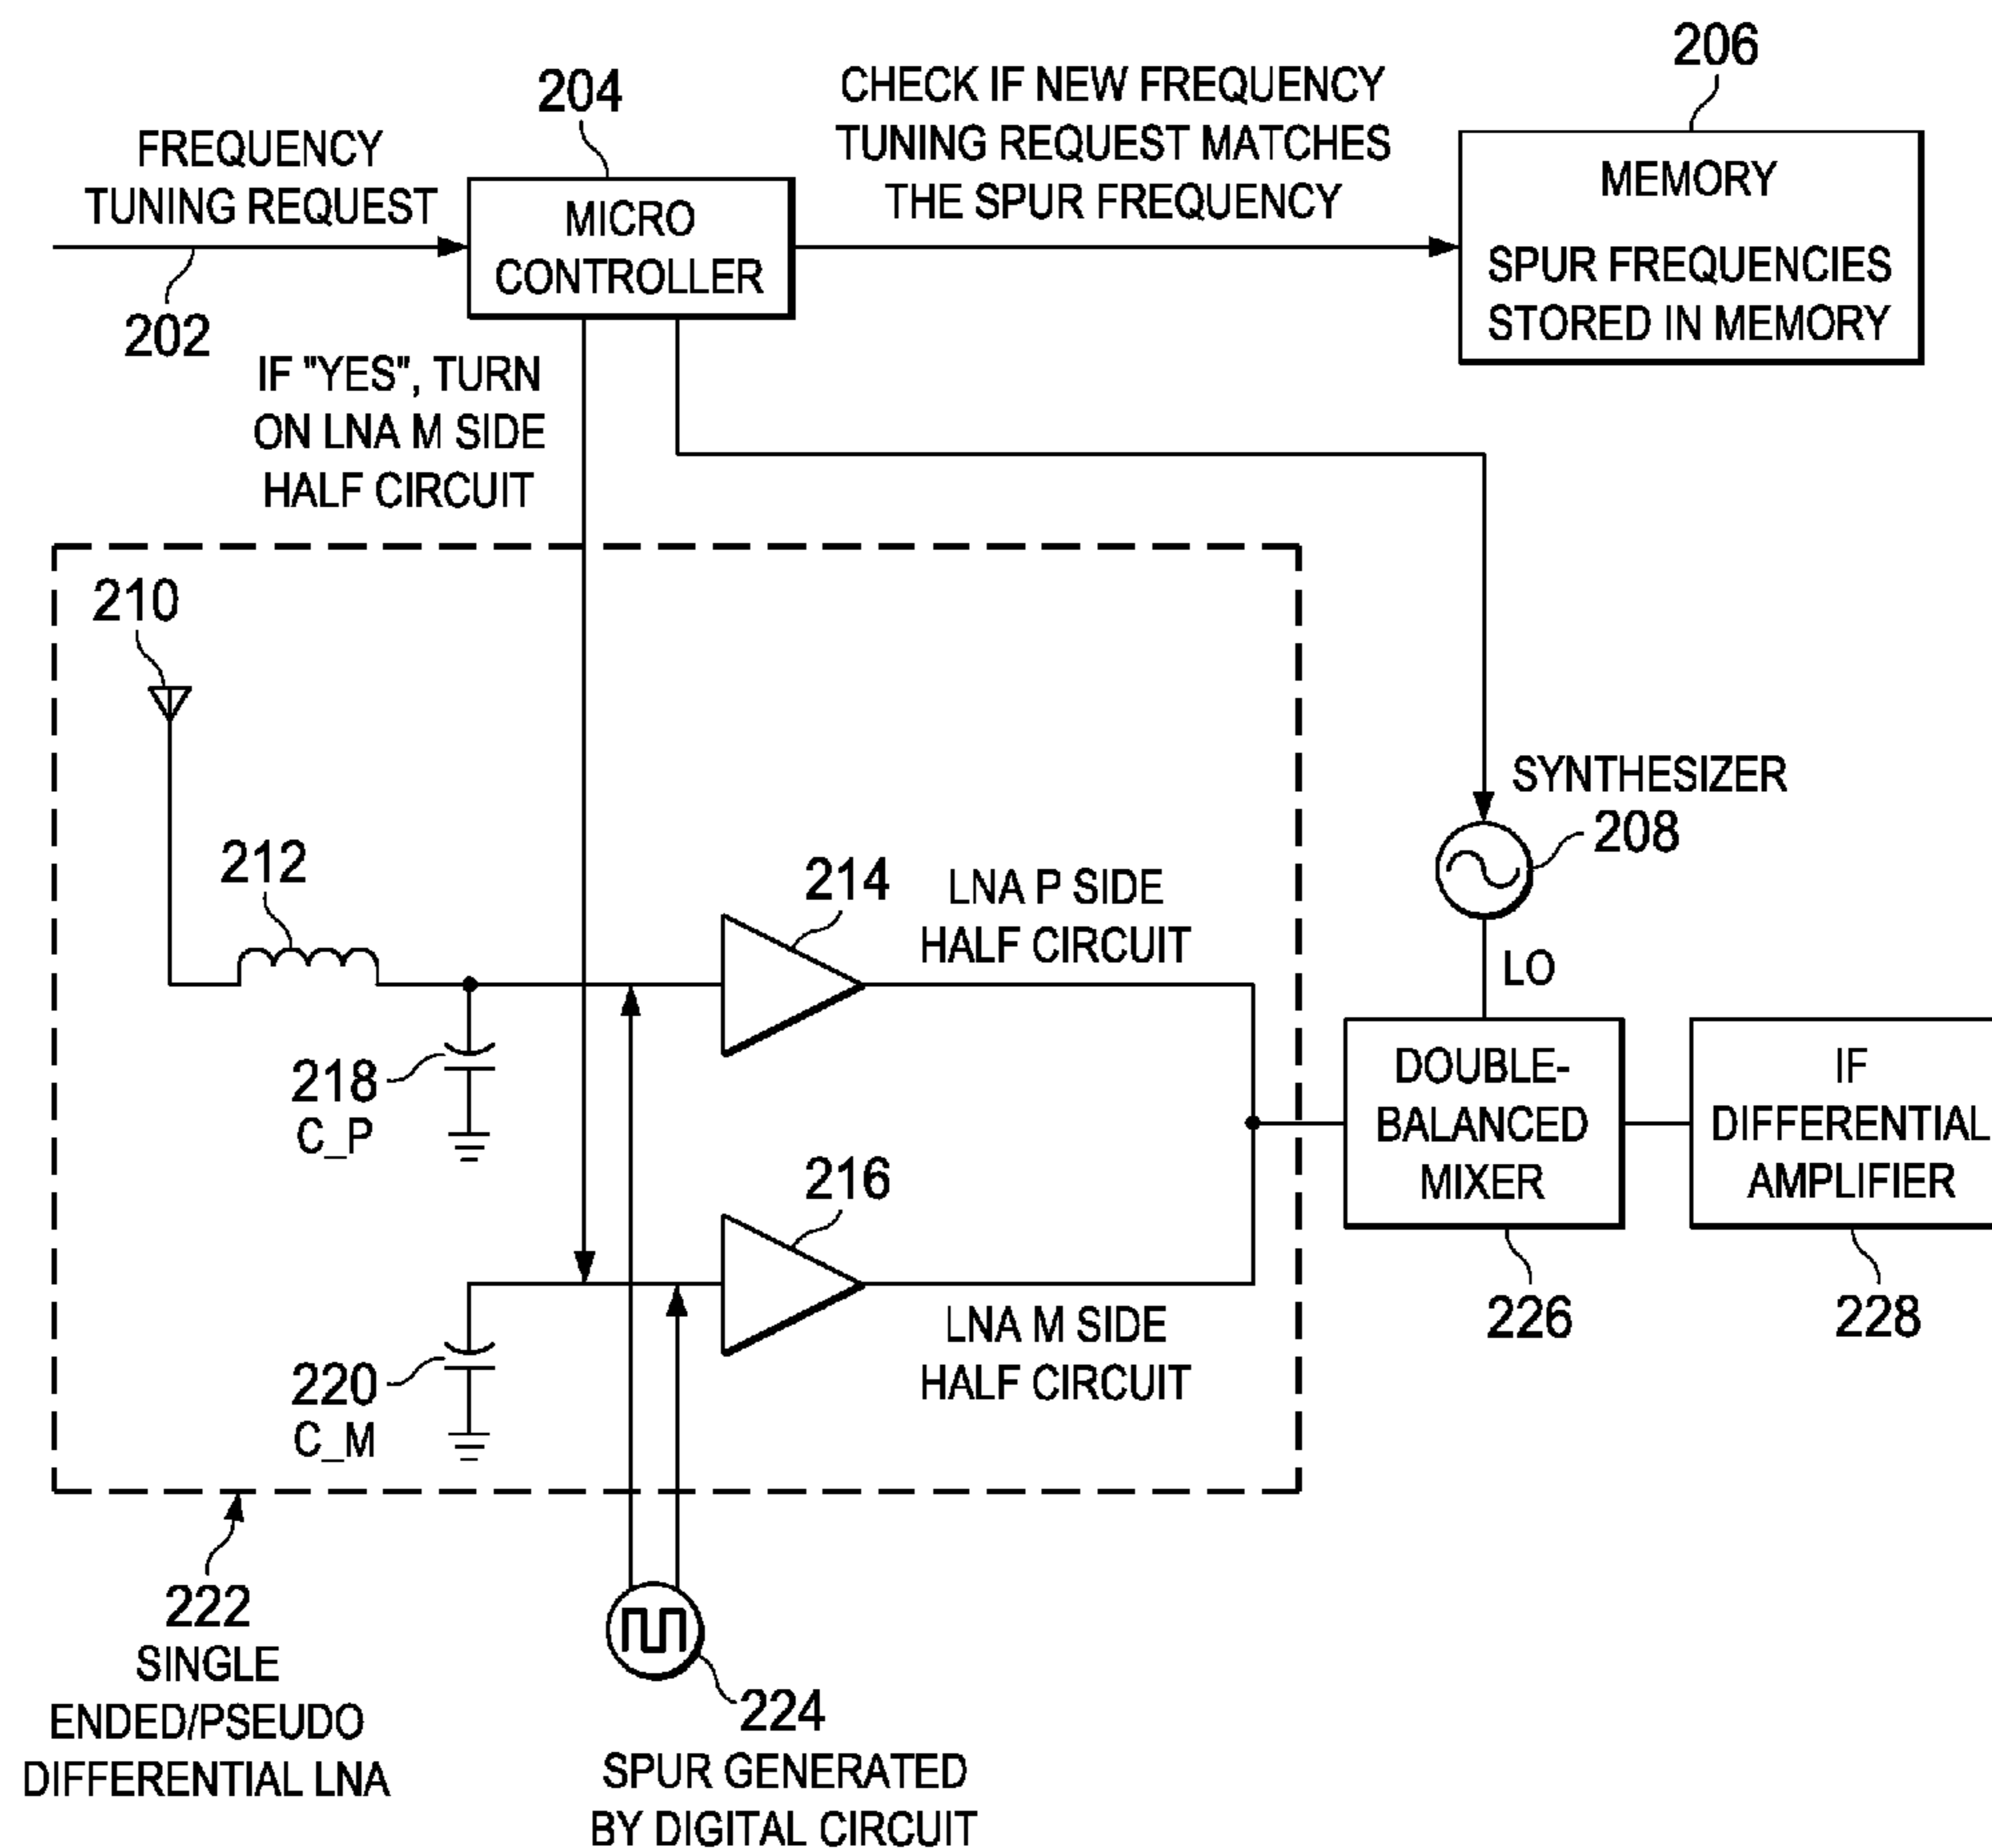 206
204
CHECK IF NEW FREQUENCY
TUNING REQUEST MATCHES
THE SPUR FREQUENCY
FREQUENCY
TUNING REQUEST
202
MICRO
CONTROLLER
MEMORY
SPUR FREQUENCIES
STORED IN MEMORY
IF "YES", TURN
ON LNA M SIDE
HALF CIRCUIT
210
212
214
LNA P SIDE
HALF CIRCUIT
SYNTHESIZER
208
LO
218
C_P
216
LNA M SIDE
HALF CIRCUIT
220
C_M
DOUBLE-
BALANCED
MIXER
226
IF
DIFFERENTIAL
AMPLIFIER
228
222
SINGLE
ENDED/PSEUDO
DIFFERENTIAL LNA
224
SPUR GENERATED
BY DIGITAL CIRCUIT